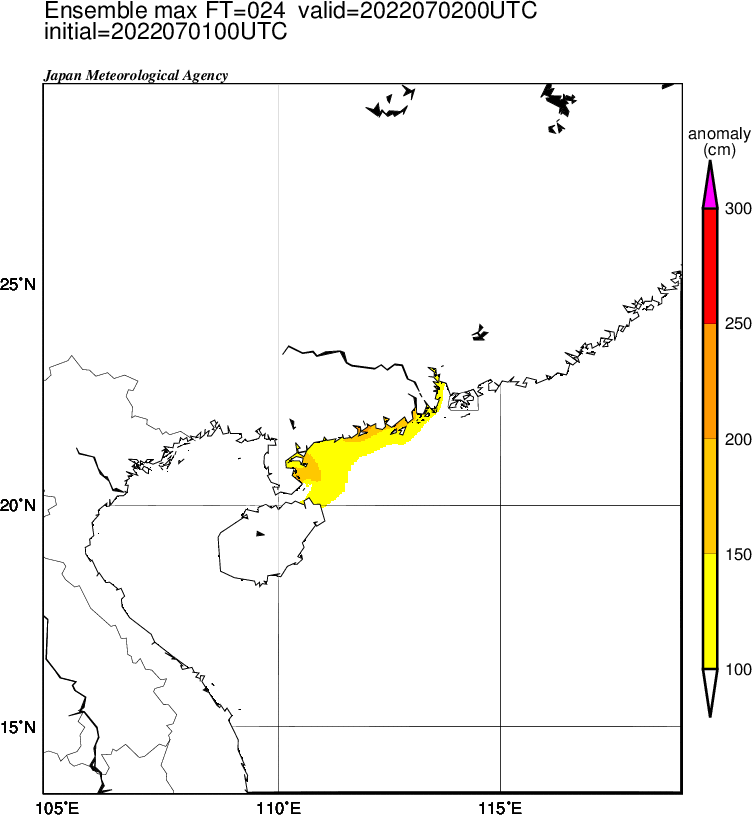 Ensemble max FT=024 valid=2022070200UTC
initial=2022070100UTC
Japan Meteorological Agency
anomaly
(cm)
300
250
200
150
100
25°N
20°N
15°N
105°E 110°E 115°E